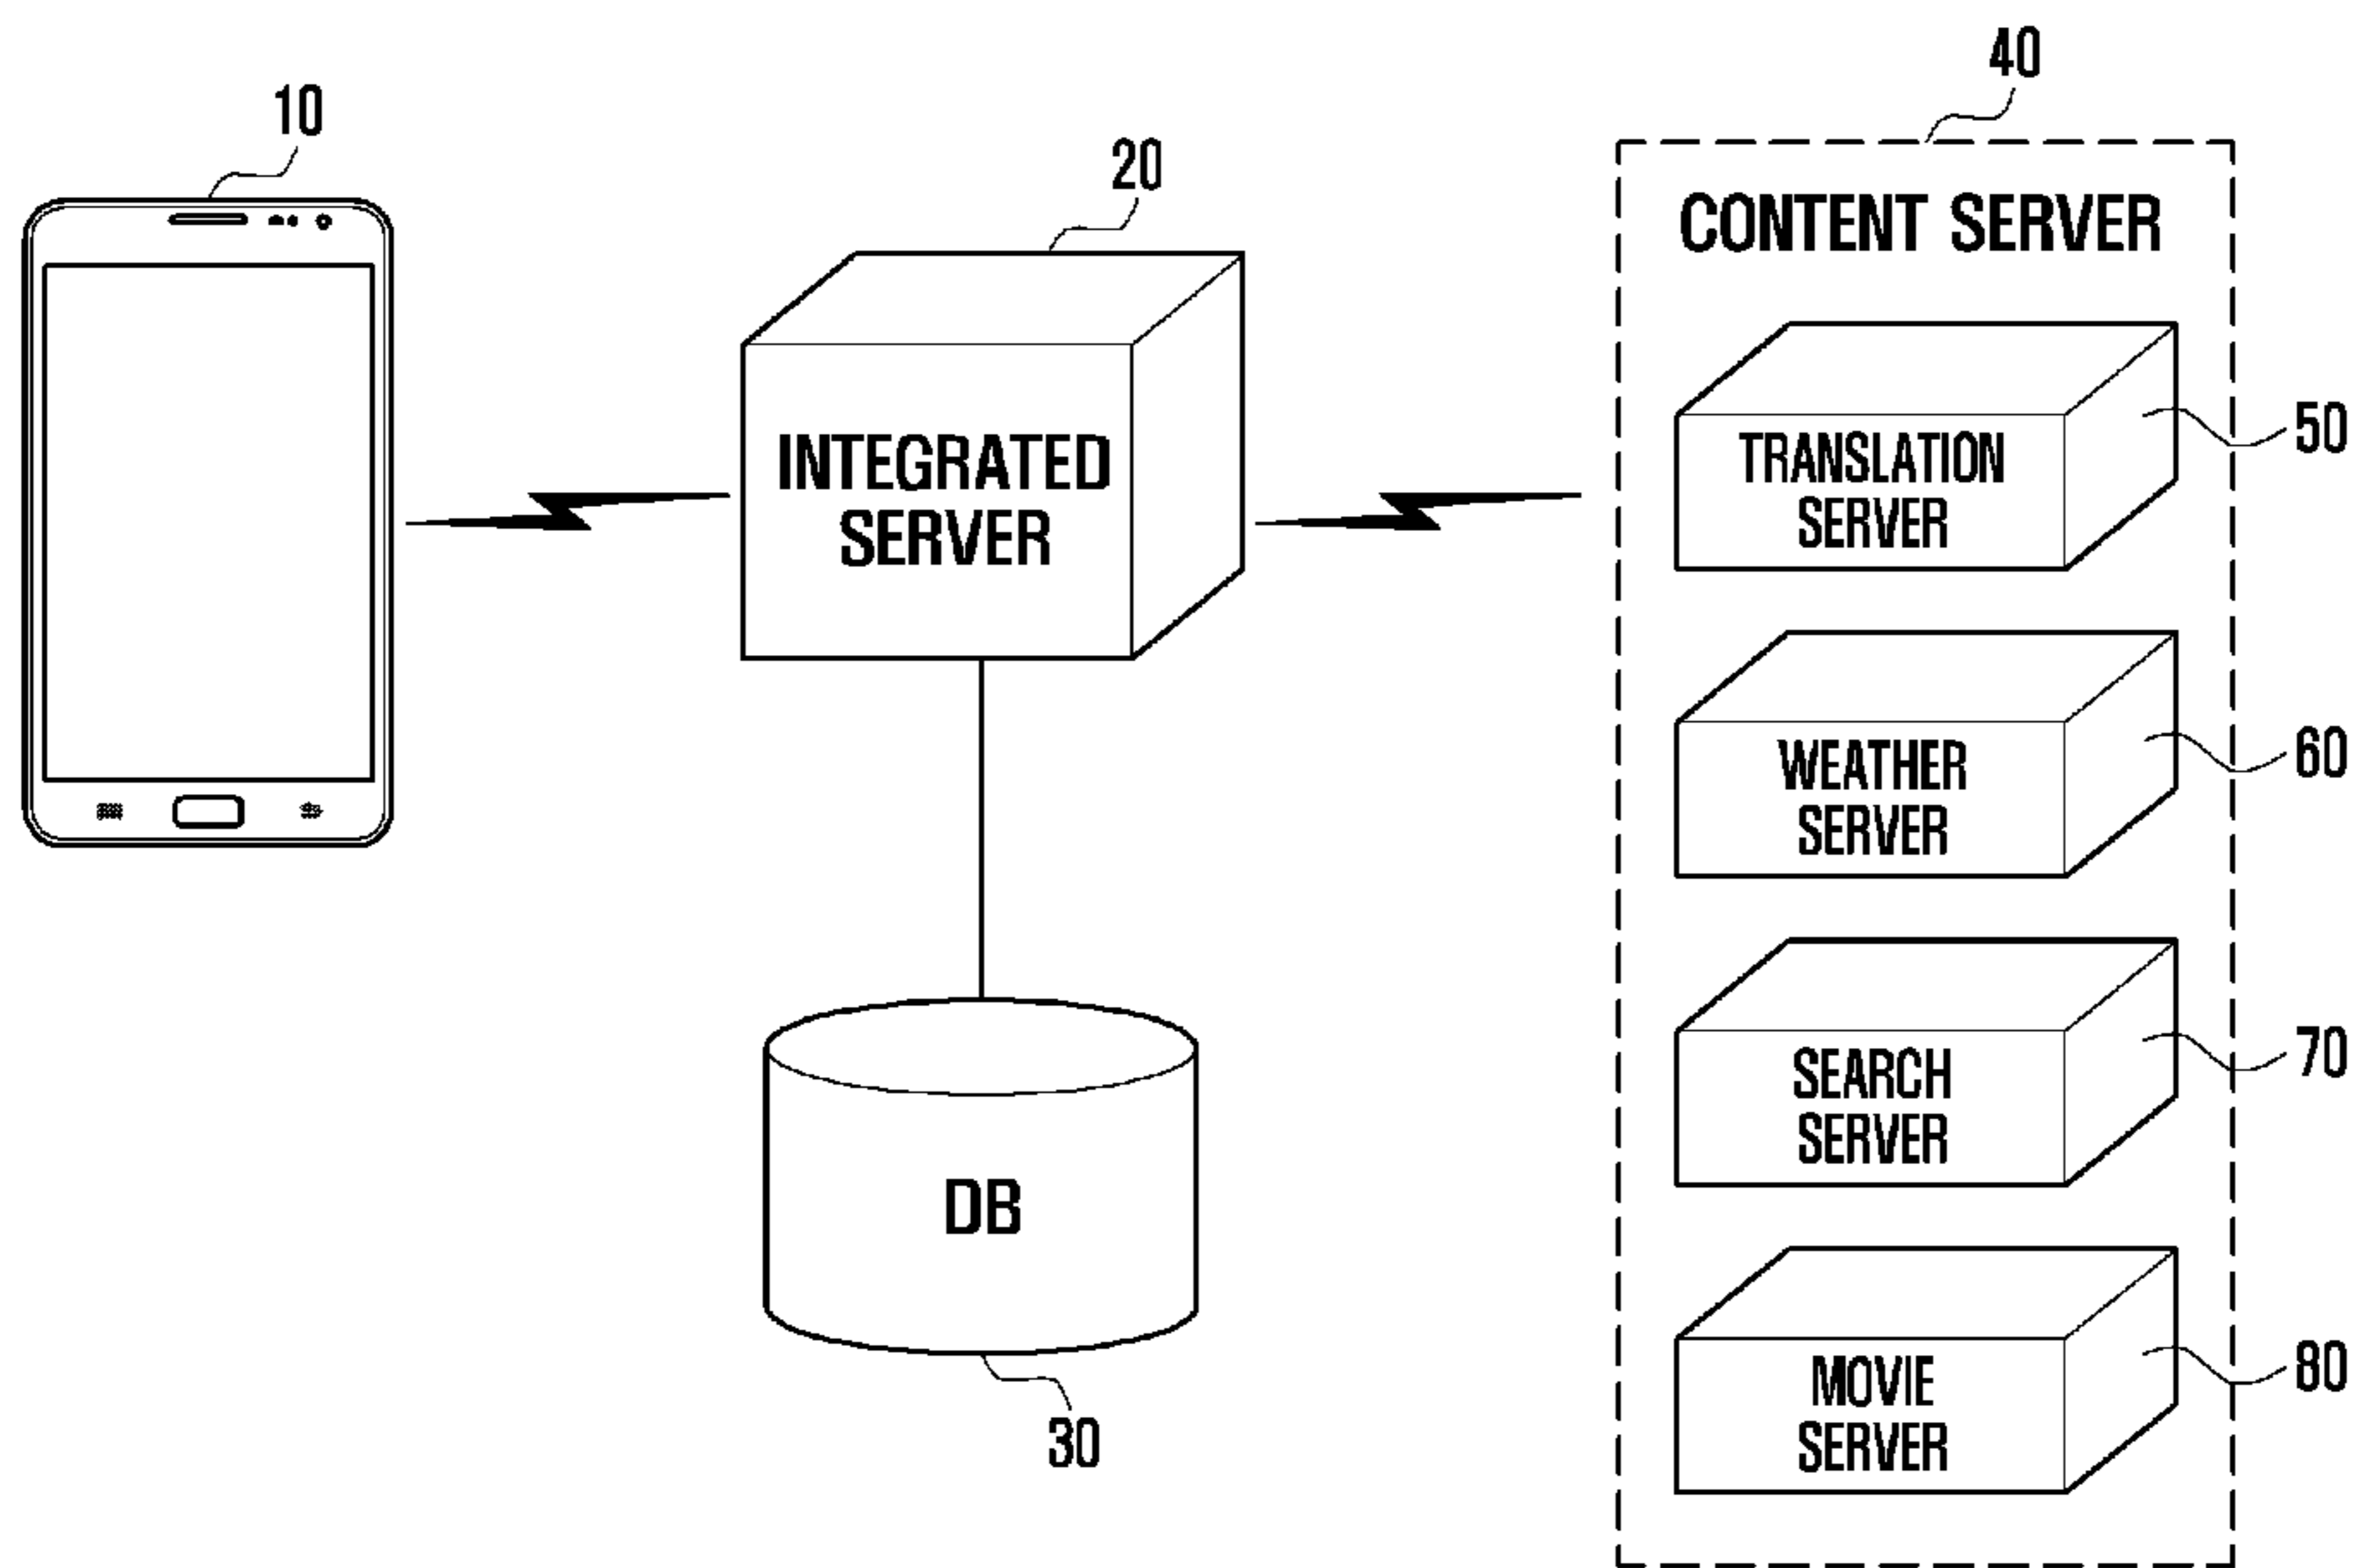 10
20
40
CONTENT SERVER
INTEGRATED
SERVER
TRANSLATION
SERVER
50
WEATHER
SERVER
60
SEARCH
SERVER
70
DB
MOVIE
SERVER
80
30